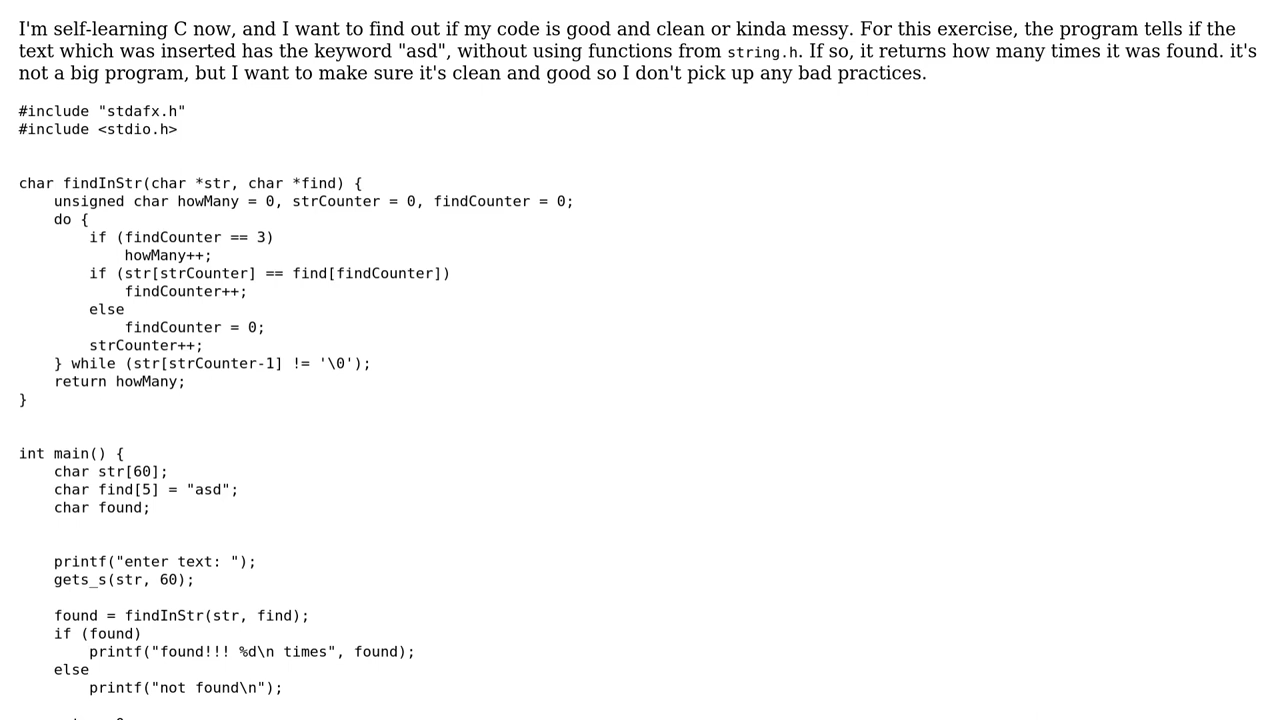 I'm self-learning C now, and I want to find out if my code is good and clean or kinda messy. For this exercise, the program tells if the
text which was inserted has the keyword "asd", without using functions from string.h. If so, it returns how many times it was found. it's
not a big program, but I want to make sure it's clean and good so I don't pick up any bad practices.
#include "stdafx.h"
#include <stdio.h>
char findInStr(char *str, char *find) {
    unsigned char howMany = 0, strCounter = 0, findCounter = 0;
    do {
        if (findCounter == 3)
            howMany++;
        if (str[strCounter] == find[findCounter])
            findCounter++;
        else
            findCounter = 0;
        strCounter++;
    } while (str[strCounter-1] != '\0');
    return howMany;
}
int main() {
    char str[60];
    char find[5] = "asd";
    char found;
    printf("enter text: ");
    gets_s(str, 60);
    found = findInStr(str, find);
    if (found)
        printf("found!!! %d\n times", found);
    else
        printf("not found\n");